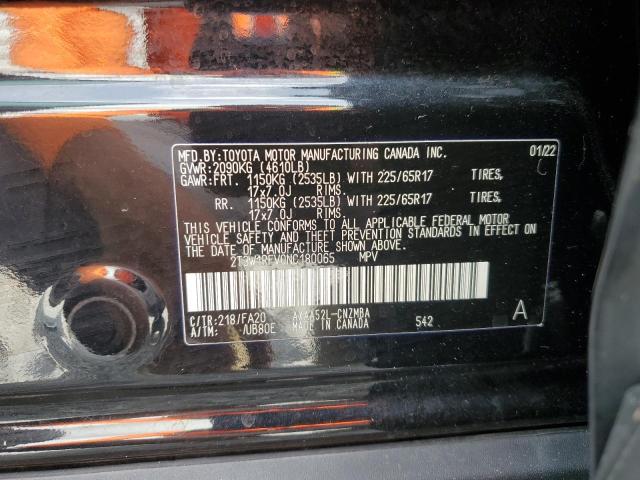 MFD.BY:TOYOTA MOTOR MANUFACTURING CANADA INC. 01/22
GVWR:2090KG (4610LB)
GAWR:FRT. 1150KG (2535LB) WITH 225/65R17 TIRES,
17x7.0J RIMS,
RR. 1150KG (2535LB) WITH 225/65R17 TIRES,
17x7.0J RIMS.
THIS VEHICLE CONFORMS TO ALL APPLICABLE FEDERAL MOTOR
VEHICLE SAFETY AND THEFT PREVENTION STANDARDS IN EFFECT ON
THE DATE OF MANUFACTURE SHOWN ABOVE.
MPV
C/TR:218/FA20
A/TM: /UB80E MADE IN CANADA 542 A